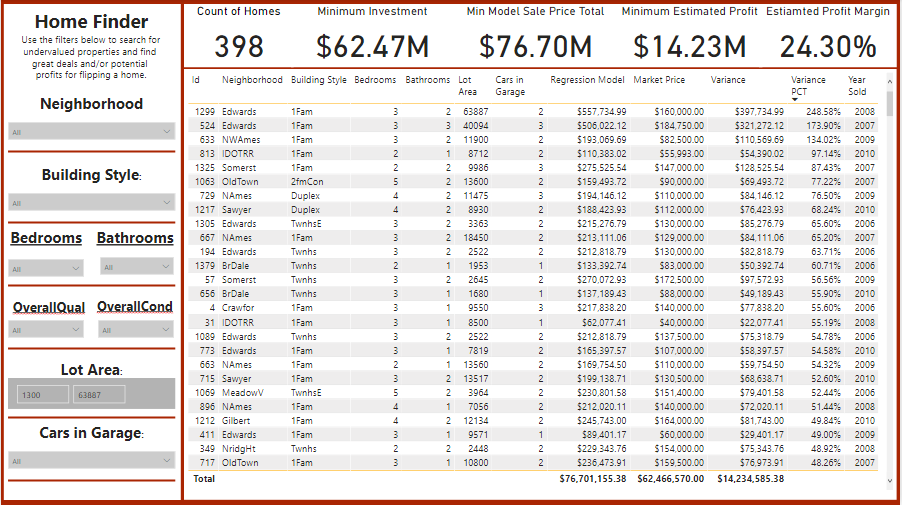 Home Finder
Use the filters below to search for
undervalued properties and find
great deals and/or potential
profits for flipping a home.
Neighborhood
All
Building Style:
All
Bedrooms Bathrooms
All All
OverallQual OverallCond
All All
Lot Area:
1300 63887
Cars in Garage:
All
Count of Homes Minimum Investment Min Model Sale Price Total Minimum Estimated Profit Estiamted Profit Margin
398 $62.47M $76.70M $14.23M 24.30%
Id Neighborhood Building Style Bedrooms Bathrooms Lot Area Cars in Garage Regression Model Market Price Variance Variance PCT Year Sold
1299 Edwards 1Fam 3 2 63887 2 $557,734.99 $160,000.00 $397,734.99 248.58% 2008
524 Edwards 1Fam 3 3 40094 3 $506,022.12 $184,750.00 $321,272.12 173.90% 2007
633 NWAmes 1Fam 3 2 11900 2 $193,069.69 $82,500.00 $110,569.69 134.02% 2009
813 IDOTRR 1Fam 2 1 8712 2 $110,383.02 $55,993.00 $54,390.02 97.14% 2010
1325 Somerst 1Fam 2 2 9986 3 $275,525.54 $147,000.00 $128,525.54 87.43% 2007
1063 OldTown 2fmCon 5 2 13600 2 $159,493.72 $90,000.00 $69,493.72 77.22% 2007
729 NAmes Duplex 4 2 11475 3 $194,146.12 $110,000.00 $84,146.12 76.50% 2009
1217 Sawyer Duplex 4 2 8930 2 $188,423.93 $112,000.00 $76,423.93 68.24% 2010
1305 Edwards TwnhsE 3 2 3363 2 $215,276.79 $130,000.00 $85,276.79 65.60% 2006
667 NAmes 1Fam 3 2 18450 2 $213,111.06 $129,000.00 $84,111.06 65.20% 2007
194 Edwards Twnhs 3 2 2522 2 $212,818.79 $130,000.00 $82,818.79 63.71% 2006
1379 BrDale Twnhs 2 1 1953 1 $133,392.74 $83,000.00 $50,392.74 60.71% 2006
57 Somerst Twnhs 3 2 2645 2 $270,072.93 $172,500.00 $97,572.93 56.56% 2009
656 BrDale Twnhs 3 1 1680 1 $137,189.43 $88,000.00 $49,189.43 55.90% 2010
4 Crawfor 1Fam 3 1 9550 3 $217,838.20 $140,000.00 $77,838.20 55.60% 2006
31 IDOTRR 1Fam 3 1 8500 1 $62,077.41 $40,000.00 $22,077.41 55.19% 2008
1089 Edwards Twnhs 3 2 2522 2 $212,818.79 $137,500.00 $75,318.79 54.78% 2006
773 Edwards 1Fam 3 1 7819 2 $165,397.57 $107,000.00 $58,397.57 54.58% 2010
663 NAmes 1Fam 2 1 13560 2 $169,754.50 $110,000.00 $59,754.50 54.32% 2009
715 Sawyer 1Fam 3 2 13517 2 $199,138.71 $130,500.00 $68,638.71 52.60% 2010
1069 MeadowV TwnhsE 5 2 3964 2 $230,801.58 $151,400.00 $79,401.58 52.44% 2006
896 NAmes 1Fam 4 1 7056 2 $212,020.11 $140,000.00 $72,020.11 51.44% 2008
1212 Gilbert 1Fam 4 2 12134 2 $245,743.00 $164,000.00 $81,743.00 49.84% 2010
411 Edwards 1Fam 3 1 9571 1 $89,401.17 $60,000.00 $29,401.17 49.00% 2009
349 NridgHt Twnhs 2 2 2448 2 $229,343.76 $154,000.00 $75,343.76 48.92% 2008
717 OldTown 1Fam 3 1 10800 2 $236,473.91 $159,500.00 $76,973.91 48.26% 2007
Total $76,701,155.38 $62,466,570.00 $14,234,585.38